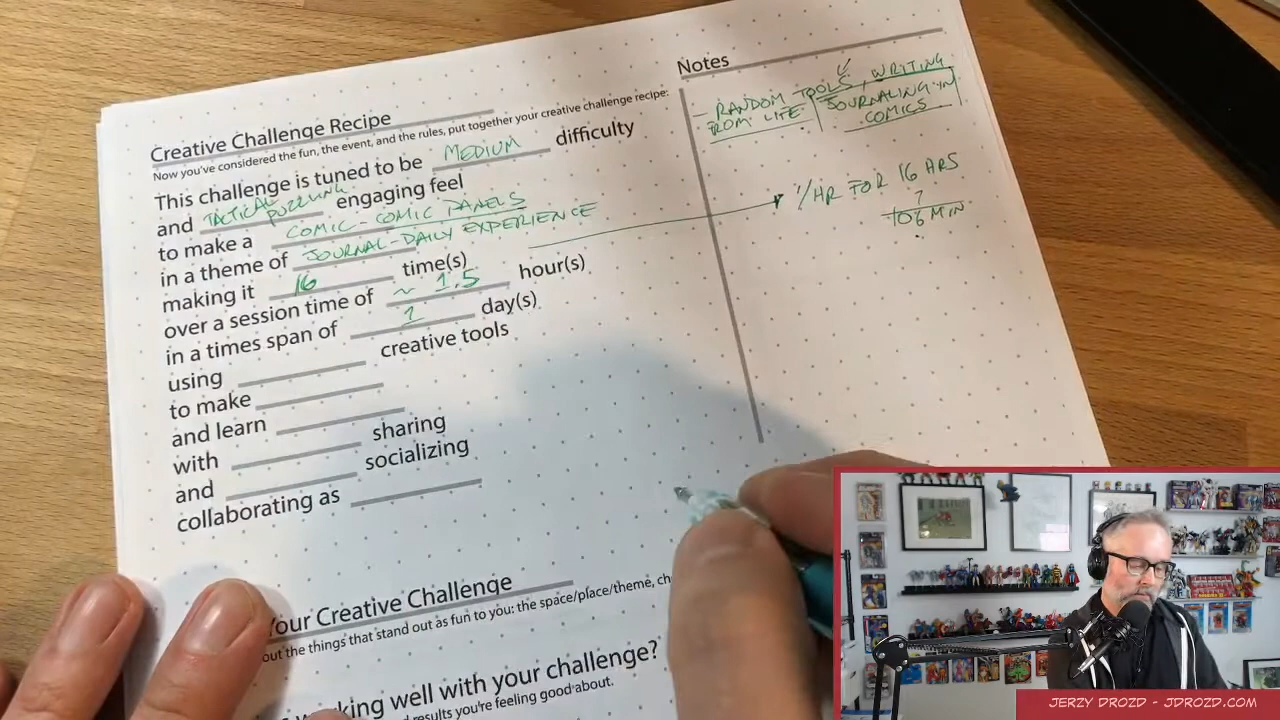 Creative Challenge Recipe
Now you've considered the fun, the event, and the rules, put together your creative challenge recipe:
This challenge is tuned to be MEDIUM difficulty
and TACTICAL PUZZLING engaging feel
to make a COMIC-COMIC PANELS
in a theme of JOURNAL-DAILY EXPERIENCE
making it 16 time(s)
over a session time of ~ 1.5 hour(s)
in a times span of 1 day(s)
using creative tools
to make
and learn
with sharing
and socializing
collaborating as
Notes
RANDOM TOOLS, WRITING
ROM LIFE JOURNALING IN
COMICS
1/HR FOR 16 HRS
?
TO 6 MIN
Your Creative Challenge
out the things that stand out as fun to you: the space/place/theme, ch
king well with your challenge?
d results you're feeling good about.
JERZY DROZD - JDROZD.COM